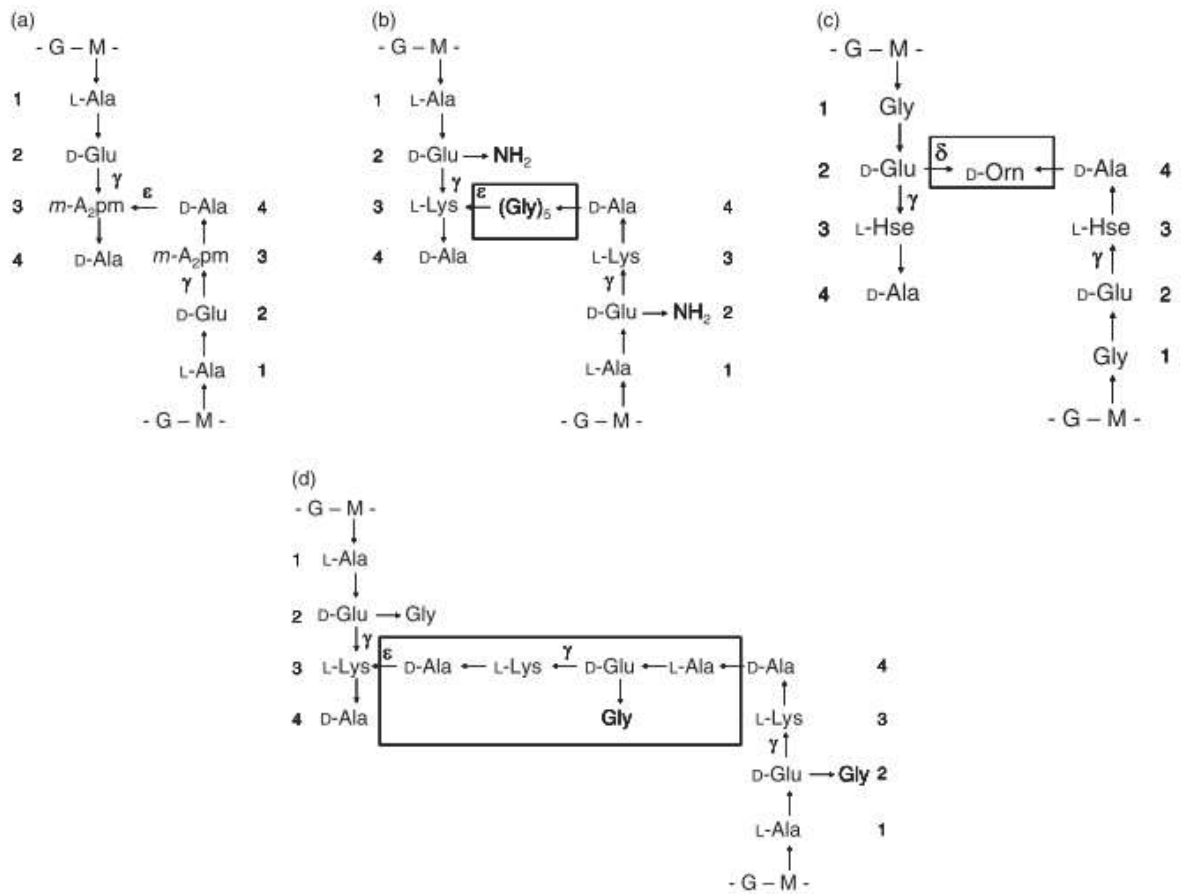 (a)
- G – M -
1 L-Ala
2 D-Glu
γ
3 m-A₂pm ε D-Ala 4
4 D-Ala m-A₂pm 3
γ
D-Glu 2
L-Ala 1
- G – M -
(b)
- G – M -
1 L-Ala
2 D-Glu NH₂
γ
3 L-Lys ε (Gly)₅ D-Ala 4
4 D-Ala L-Lys 3
γ
D-Glu NH₂ 2
L-Ala 1
- G – M -
(c)
- G – M -
1 Gly
2 D-Glu δ D-Orn D-Ala 4
γ
3 L-Hse L-Hse 3
γ
4 D-Ala D-Glu 2
Gly 1
- G – M -
(d)
- G – M -
1 L-Ala
2 D-Glu Gly
γ
3 L-Lys ε D-Ala L-Lys γ D-Glu L-Ala D-Ala 4
4 D-Ala Gly L-Lys 3
γ
D-Glu Gly 2
L-Ala 1
- G – M -